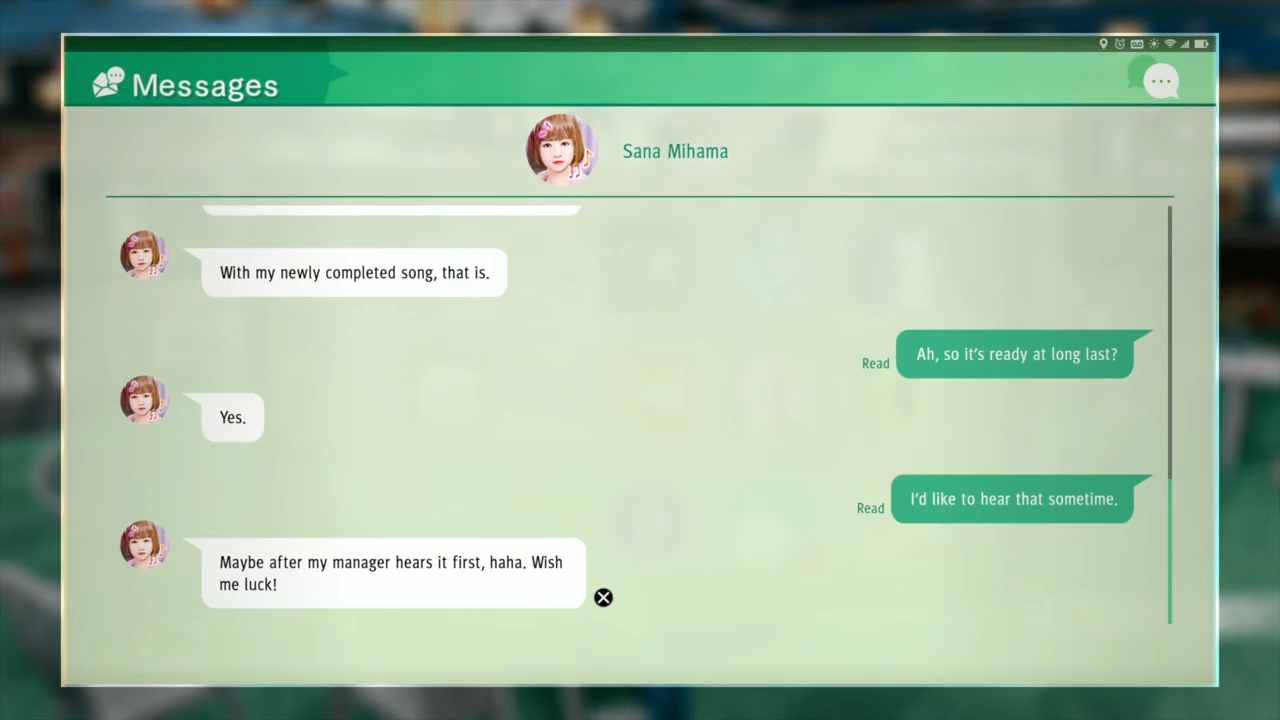 Messages
Sana Mihama
With my newly completed song, that is.
Ah, so it's ready at long last?
Read
Yes.
I'd like to hear that sometime.
Read
Maybe after my manager hears it first, haha. Wish
me luck!